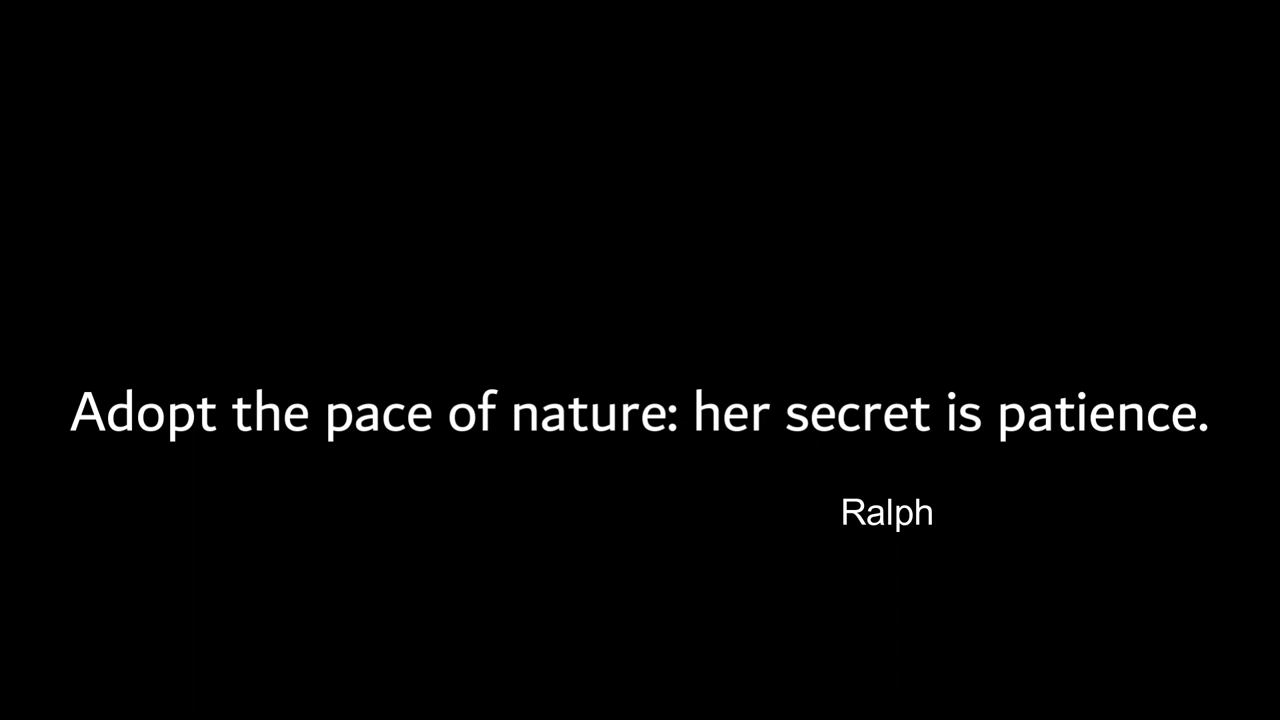 Adopt the pace of nature: her secret is patience.
Ralph